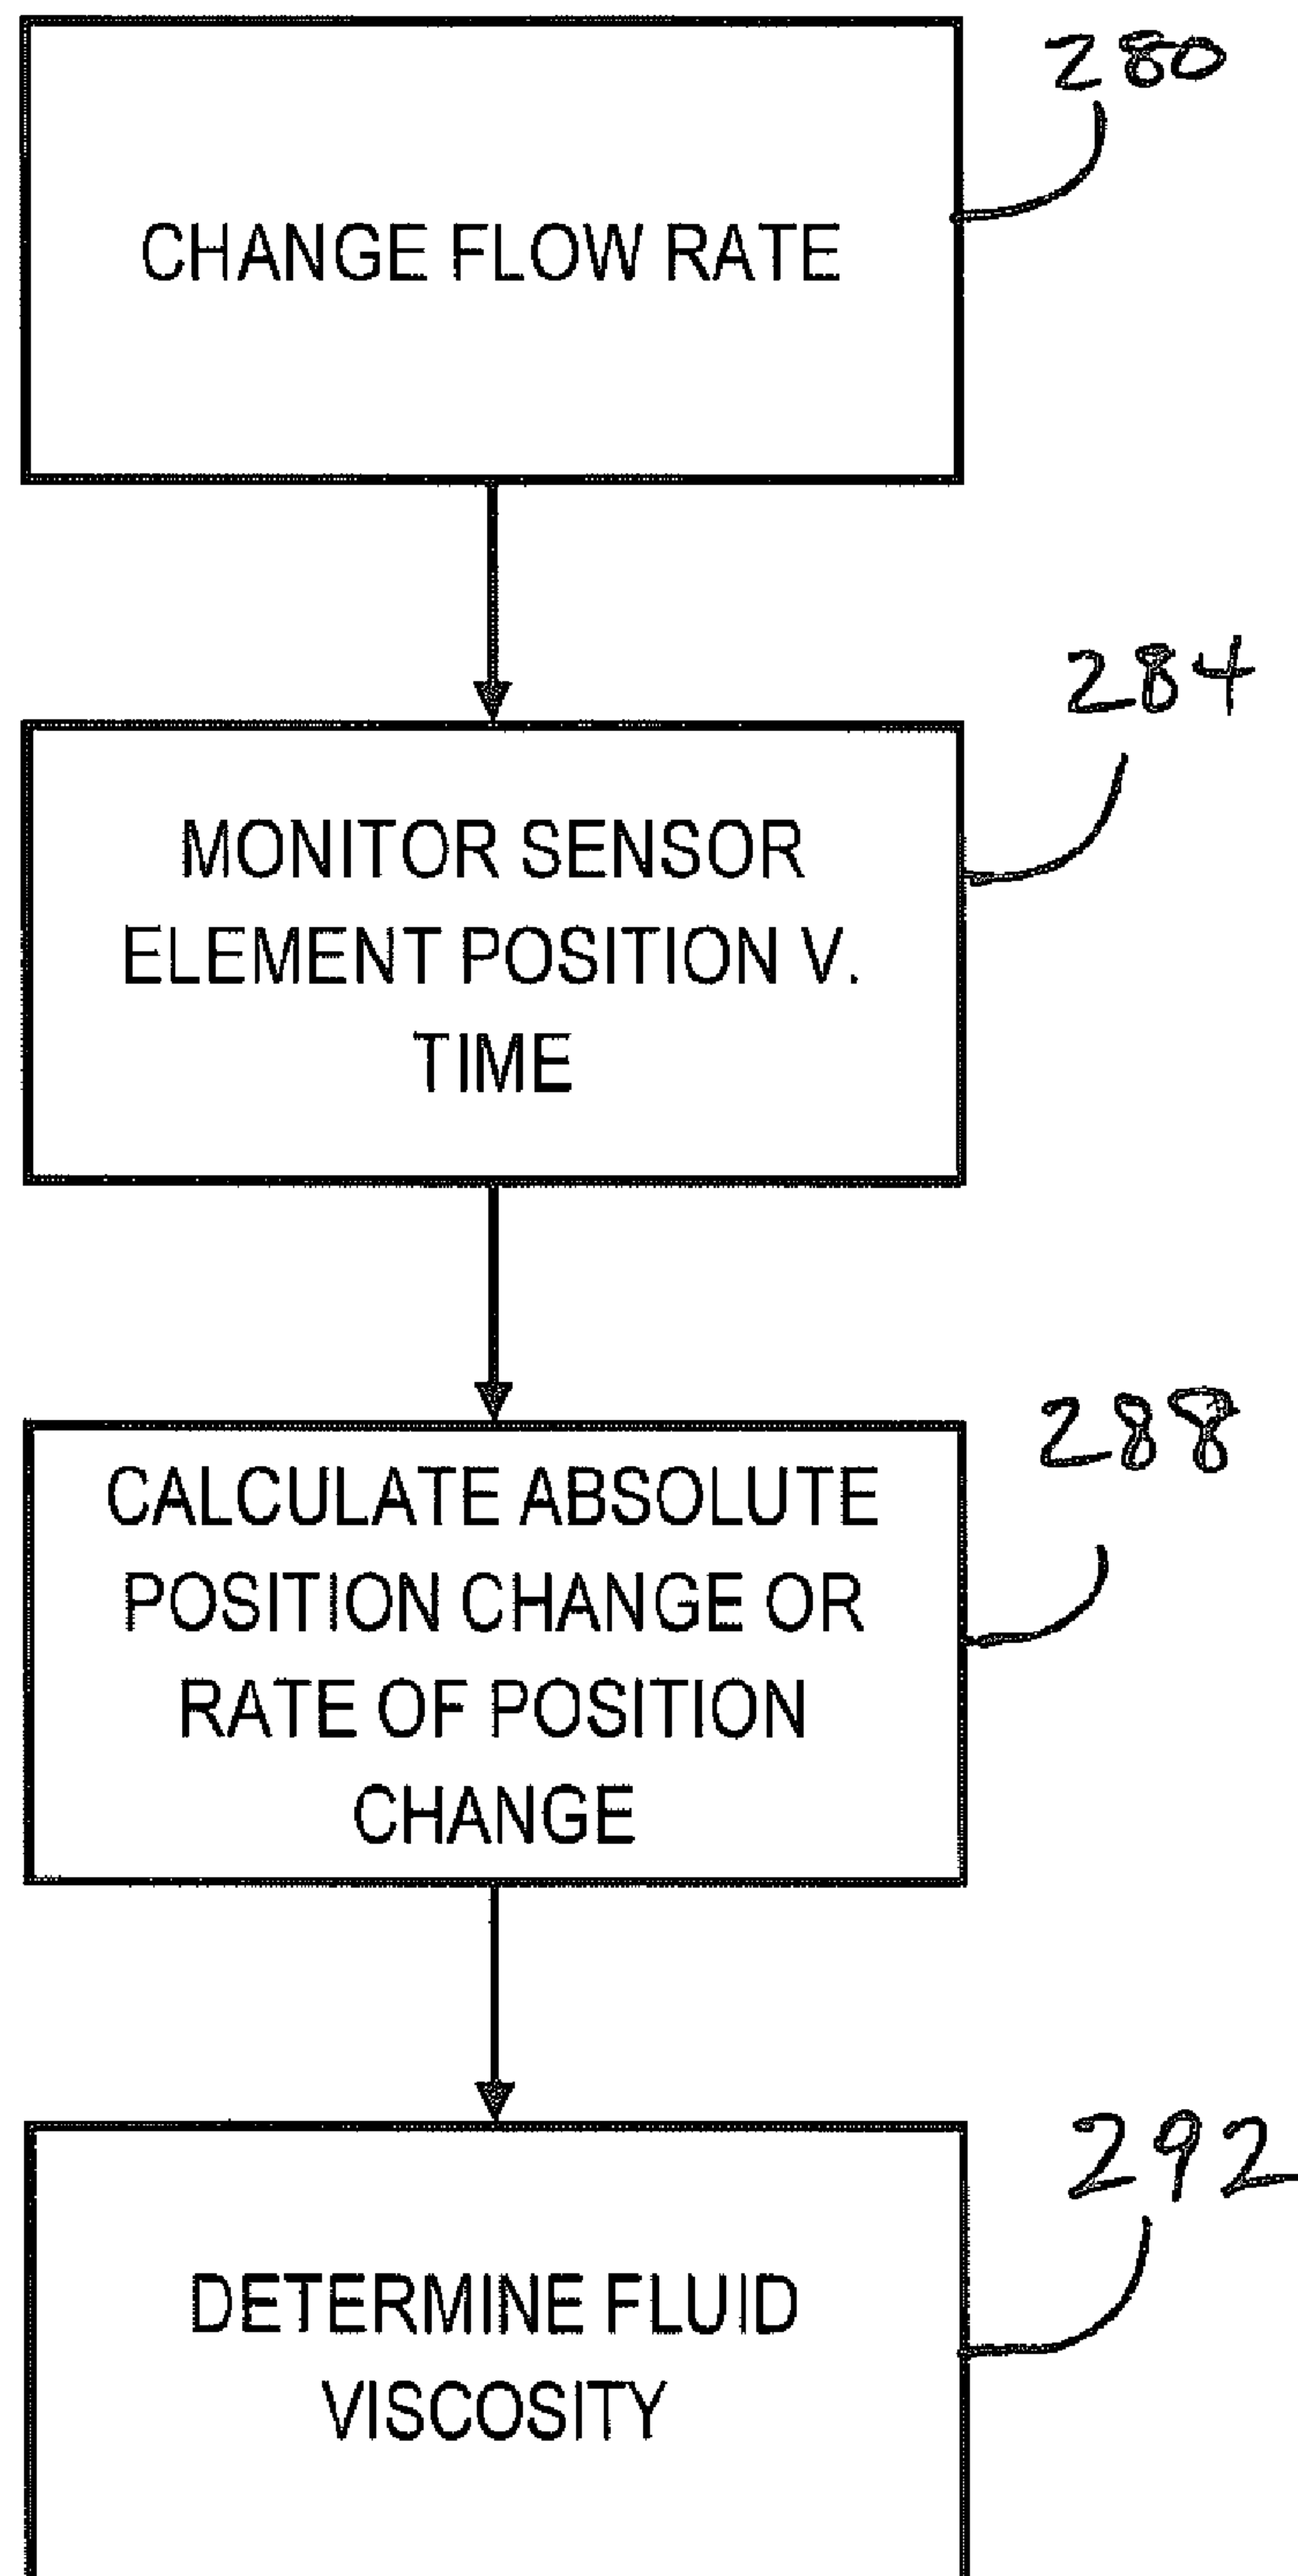 280
CHANGE FLOW RATE
284
MONITOR SENSOR
ELEMENT POSITION V.
TIME
288
CALCULATE ABSOLUTE
POSITION CHANGE OR
RATE OF POSITION
CHANGE
292
DETERMINE FLUID
VISCOSITY